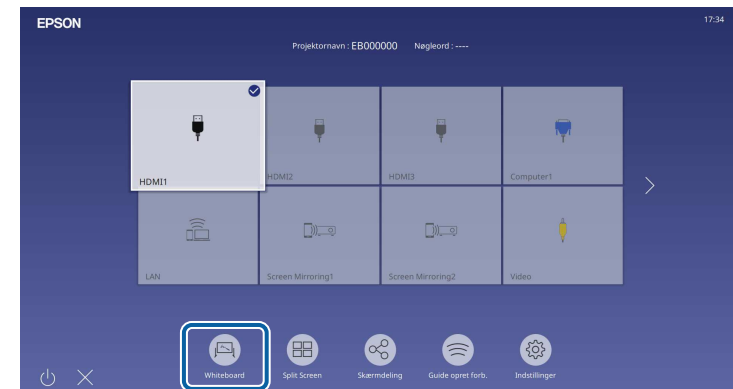 EPSON
17:34
Projektornavn : EB000000 Nøgleord : ----
HDMI1
HDMI2
HDMI3
Computer1
LAN
Screen Mirroring1
Screen Mirroring2
Video
Whiteboard
Split Screen
Skærmdeling
Guide opret forb.
Indstillinger